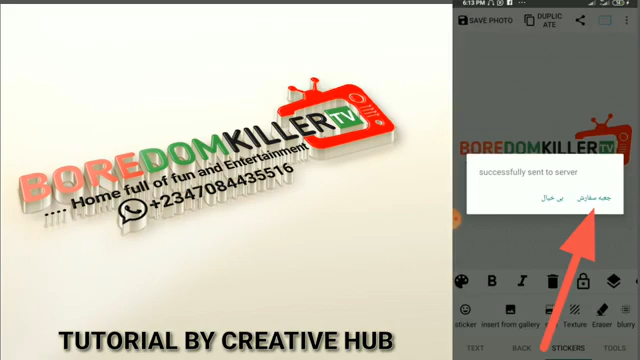 BOREDOMKILLER TV
.... Home full of fun and Entertainment
+2347084435516
TUTORIAL BY CREATIVE HUB
6:13 PM
SAVE PHOTO
DUPLIC
ATE
BOREDOMKILLER
successfully sent to server
جعبه سفارش
بی خیال
B I
sticker insert from gallery Texture Eraser blurry
TEXT BACK STICKERS TOOLS